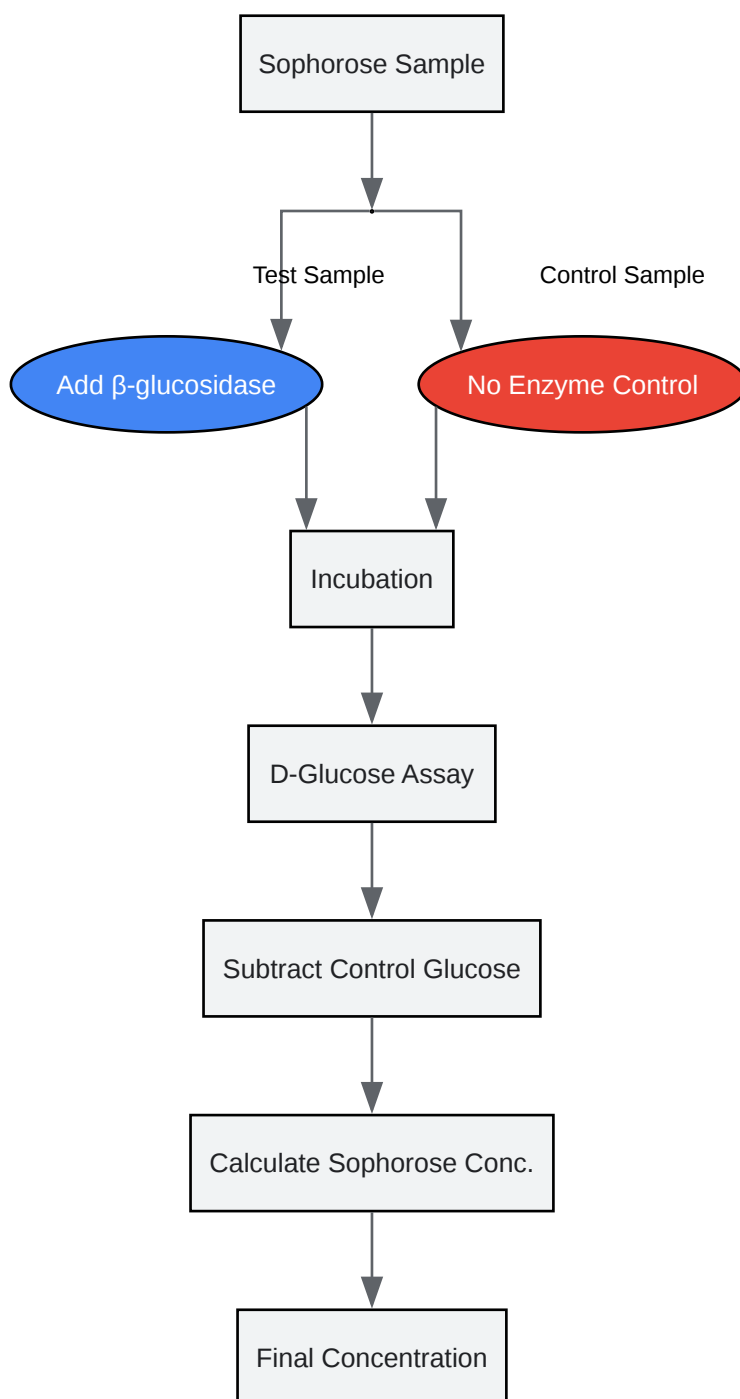 Sophorose Sample
Test Sample
Control Sample
Add β-glucosidase
No Enzyme Control
Incubation
D-Glucose Assay
Subtract Control Glucose
Calculate Sophorose Conc.
Final Concentration